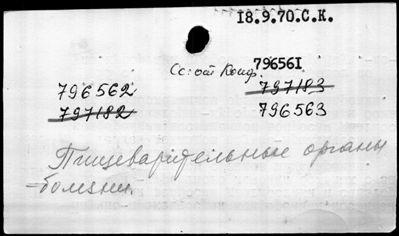 18.9.70.С.К.
Сс: от Конф. 796561
796562 797183
797182 796563
Пищеварительные органы
-болезни.